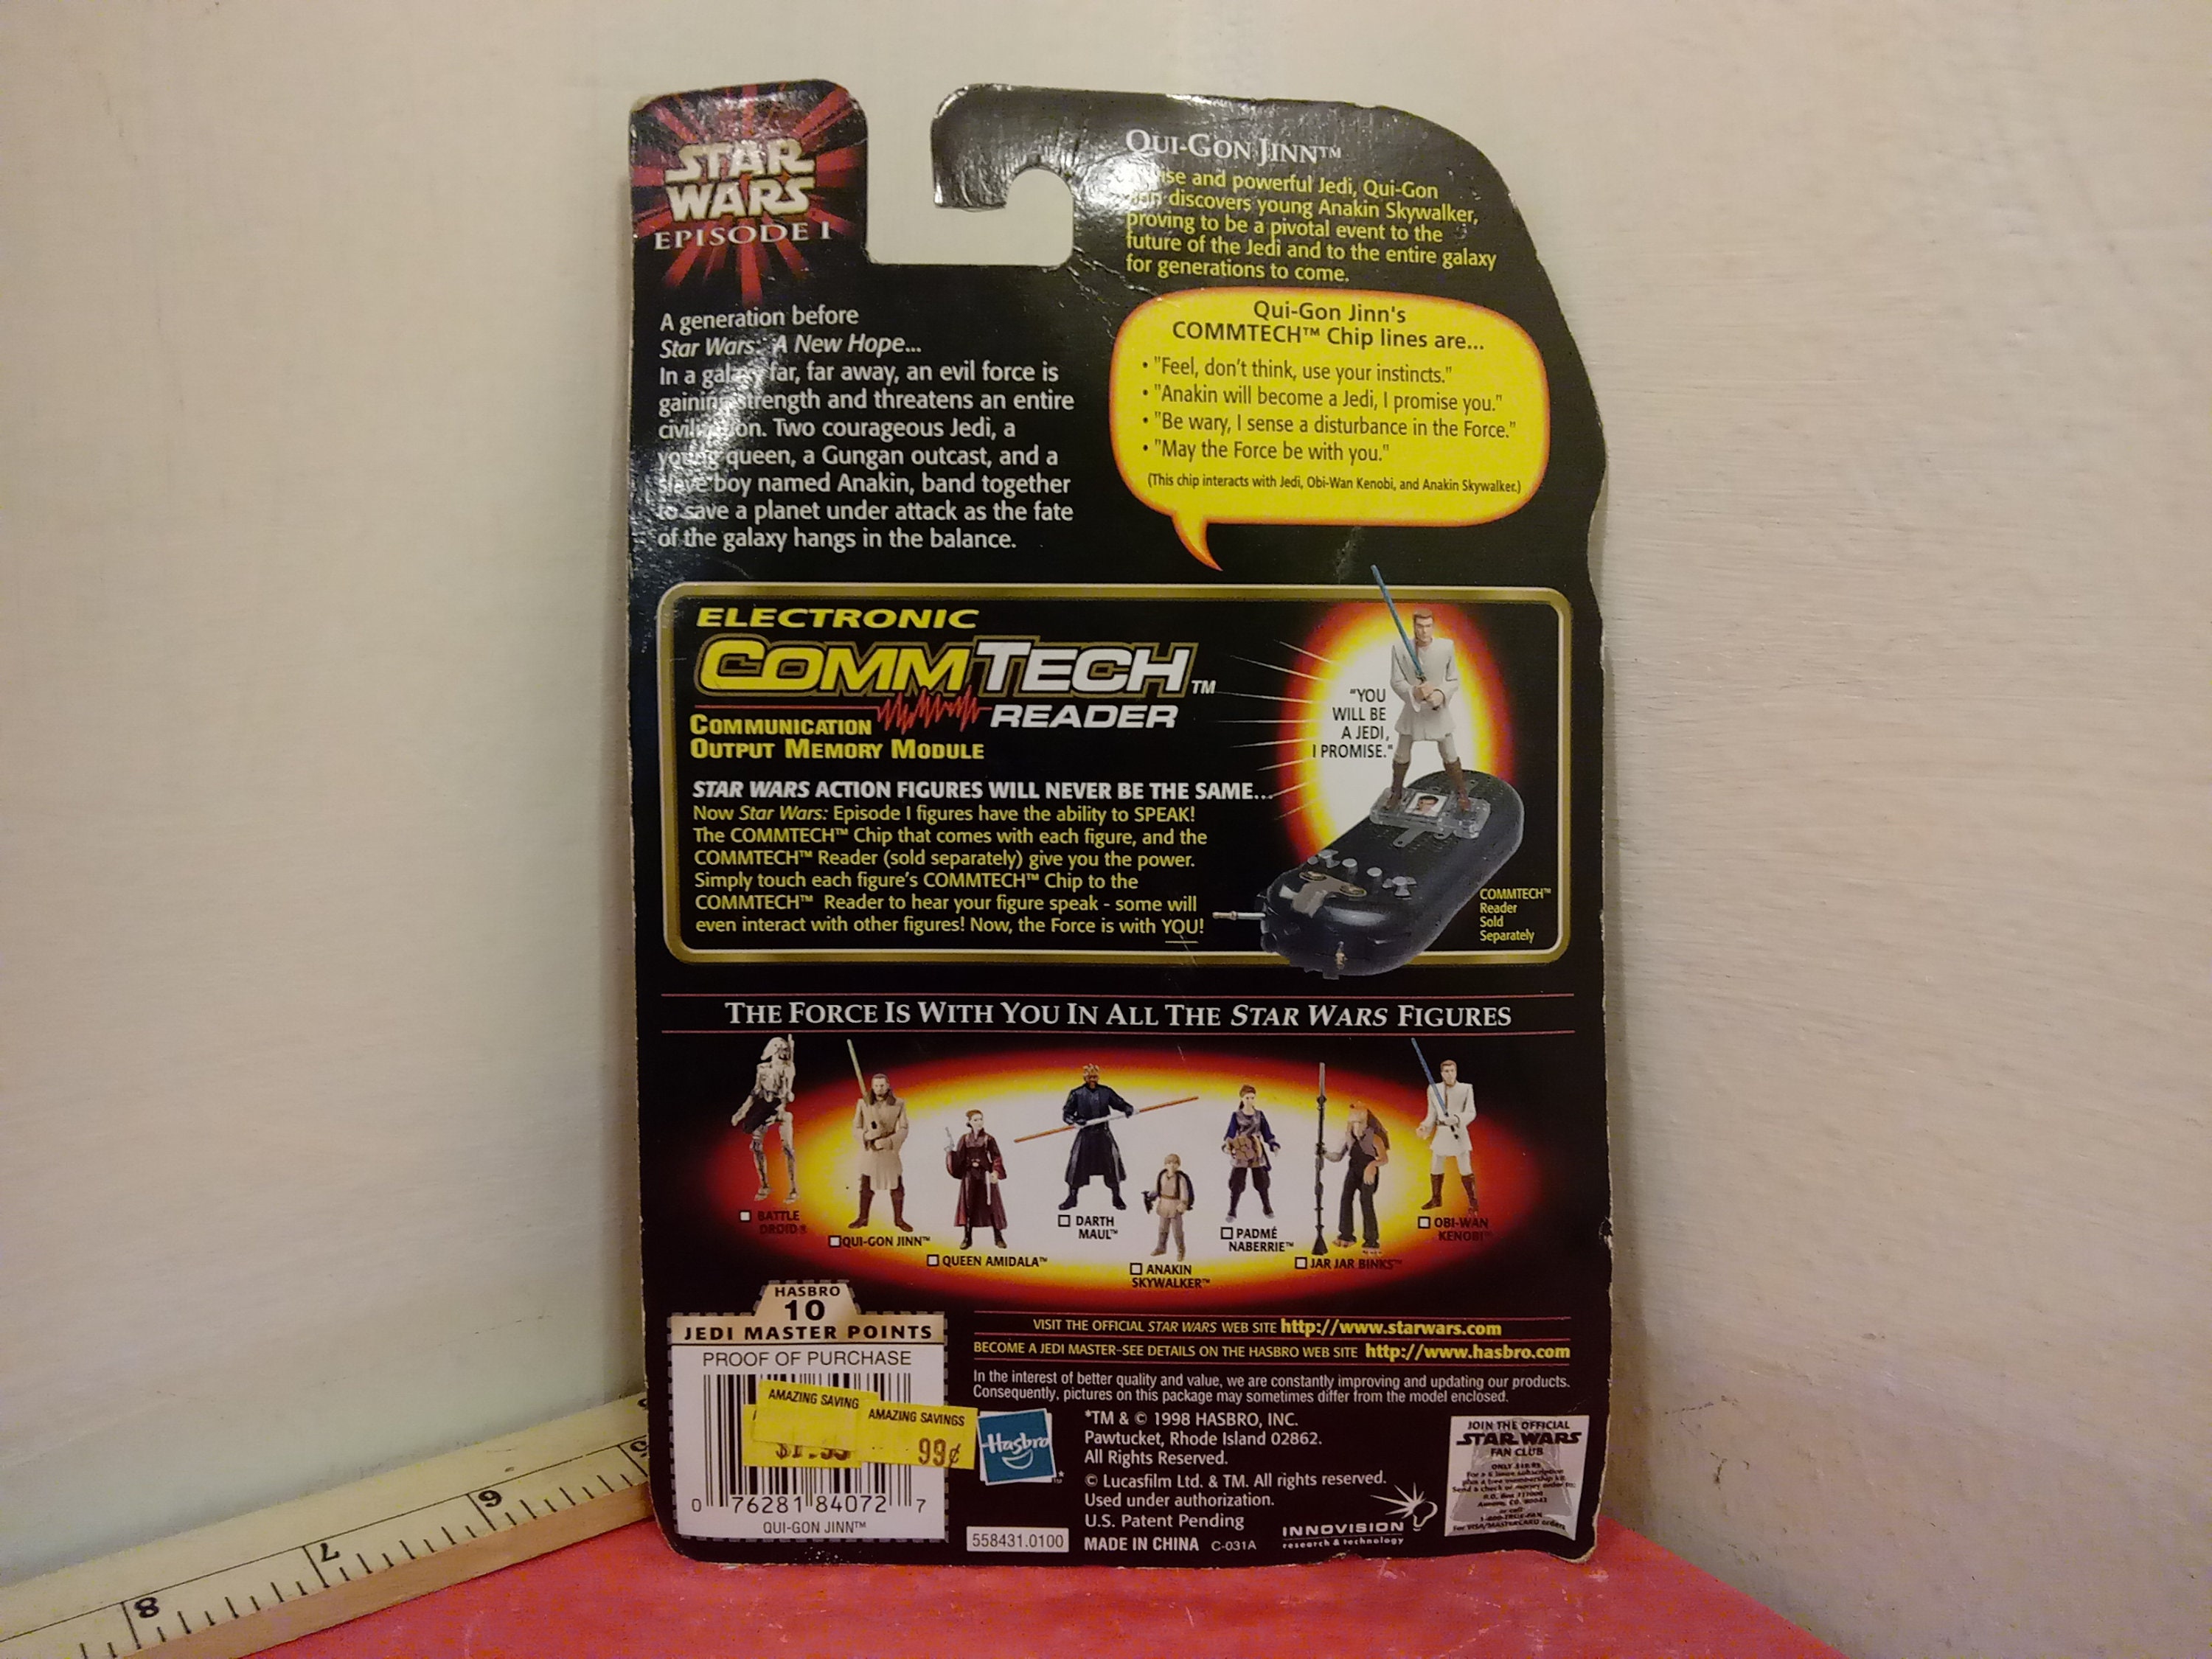 STAR
WARS
EPISODE I
QUI-GON JINN™
and powerful Jedi, Qui-Gon
discovers young Anakin Skywalker,
proving to be a pivotal event to the
future of the Jedi and to the entire galaxy
for generations to come.
A generation before
Star Wars: A New Hope...
In a galaxy far, far away, an evil force is
gaining strength and threatens an entire
civilization. Two courageous Jedi, a
young queen, a Gungan outcast, and a
slave boy named Anakin, band together
to save a planet under attack as the fate
of the galaxy hangs in the balance.
Qui-Gon Jinn's
COMMTECH™ Chip lines are...
• "Feel, don't think, use your instincts."
• "Anakin will become a Jedi, I promise you."
• "Be wary, I sense a disturbance in the Force."
• "May the Force be with you."
(This chip interacts with Jedi, Obi-Wan Kenobi, and Anakin Skywalker.)
ELECTRONIC
COMMTECH™
READER
COMMUNICATION
OUTPUT MEMORY MODULE
STAR WARS ACTION FIGURES WILL NEVER BE THE SAME...
Now Star Wars: Episode I figures have the ability to SPEAK!
The COMMTECH™ Chip that comes with each figure, and the
COMMTECH™ Reader (sold separately) give you the power.
Simply touch each figure's COMMTECH™ Chip to the
COMMTECH™ Reader to hear your figure speak - some will
even interact with other figures! Now, the Force is with YOU!
"YOU
WILL BE
A JEDI,
I PROMISE."
COMMTECH™
Reader
Sold
Separately
THE FORCE IS WITH YOU IN ALL THE STAR WARS FIGURES
BATTLE
DROID
QUI-GON JINN™
QUEEN AMIDALA™
DARTH
MAUL™
ANAKIN
SKYWALKER™
PADMÉ
NABERRIE™
JAR JAR BINKS™
OBI-WAN
KENOBI™
HASBRO
10
JEDI MASTER POINTS
PROOF OF PURCHASE
AMAZING SAVING
AMAZING SAVINGS
99¢
0 76281 84072 7
QUI-GON JINN™
VISIT THE OFFICIAL STAR WARS WEB SITE http://www.starwars.com
BECOME A JEDI MASTER–SEE DETAILS ON THE HASBRO WEB SITE http://www.hasbro.com
In the interest of better quality and value, we are constantly improving and updating our products.
Consequently, pictures on this package may sometimes differ from the model enclosed.
Hasbro
*TM & © 1998 HASBRO, INC.
Pawtucket, Rhode Island 02862.
All Rights Reserved.
© Lucasfilm Ltd. & TM. All rights reserved.
Used under authorization.
U.S. Patent Pending
558431.0100
MADE IN CHINA C-031A
INNOVISION
research & technology
JOIN THE OFFICIAL
STAR WARS
FAN CLUB
6
7
8